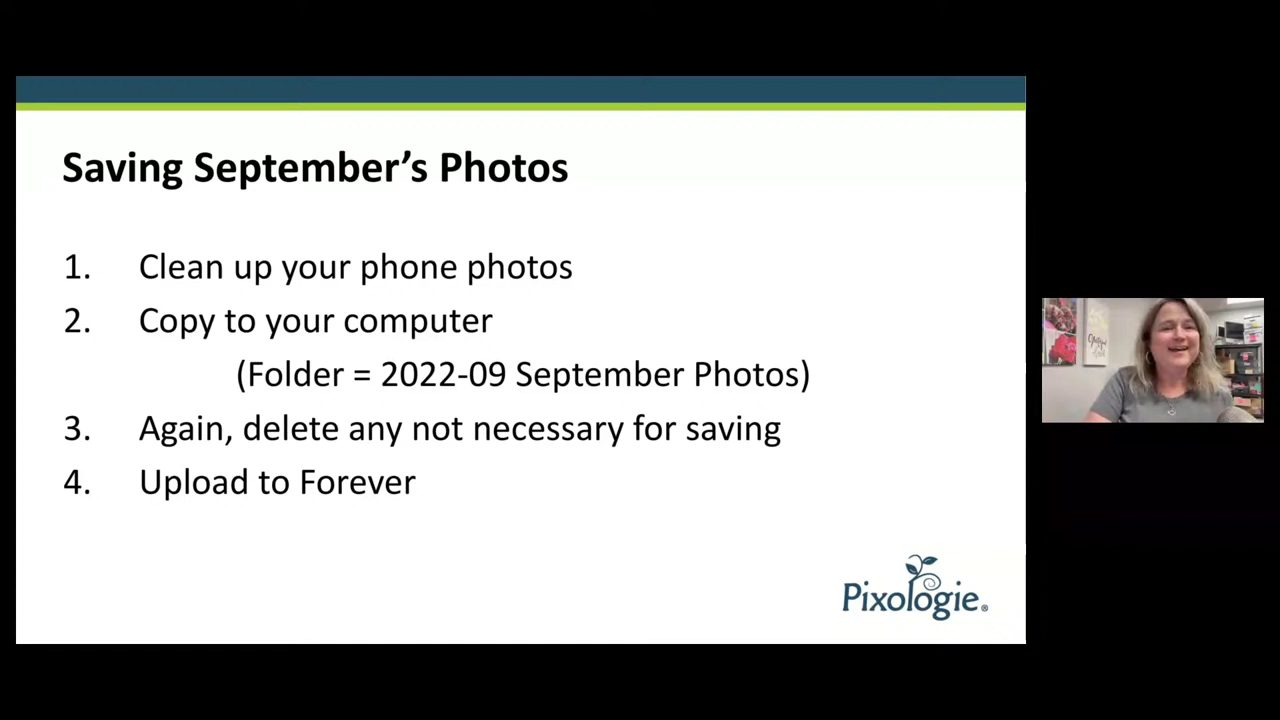 Saving September’s Photos
1. Clean up your phone photos
2. Copy to your computer
(Folder = 2022-09 September Photos)
3. Again, delete any not necessary for saving
4. Upload to Forever
Pixologie®